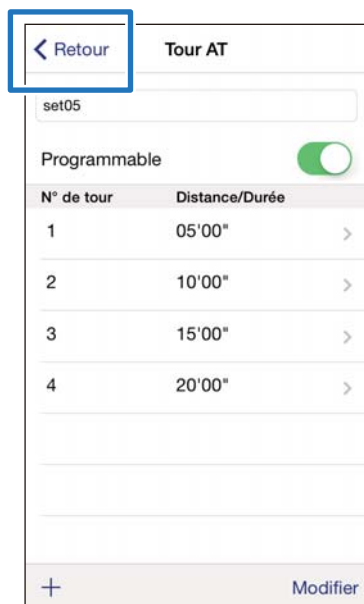 Retour Tour AT
set05
Programmable
N° de tour Distance/Durée
1 05'00"
2 10'00"
3 15'00"
4 20'00"
+ Modifier